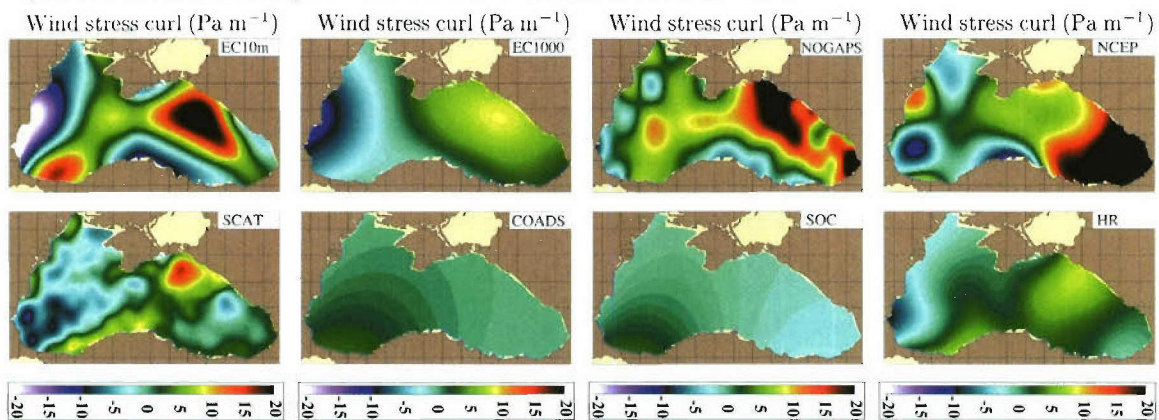 Wind stress curl (Pa m⁻¹) Wind stress curl (Pa m⁻¹) Wind stress curl (Pa m⁻¹) Wind stress curl (Pa m⁻¹)
EC10m EC1000 NOGAPS NCEP
SCAT COADS SOC HR
-20 -15 -10 -5 0 5 10 15 20 -20 -15 -10 -5 0 5 10 15 20 -20 -15 -10 -5 0 5 10 15 20 -20 -15 -10 -5 0 5 10 15 20